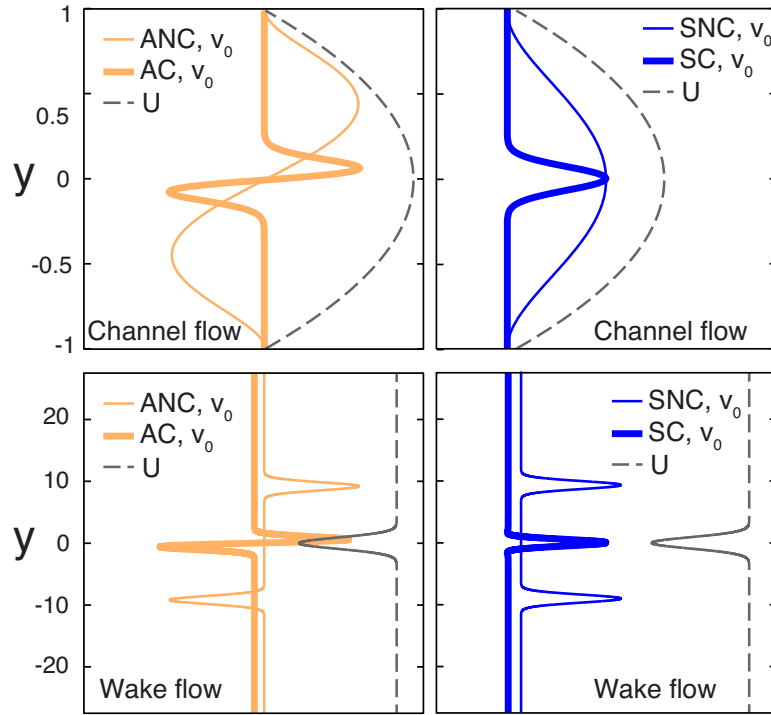 1
0.5
0
-0.5
-1
y
ANC, v₀
AC, v₀
U
Channel flow
SNC, v₀
SC, v₀
U
Channel flow
20
10
0
-10
-20
y
ANC, v₀
AC, v₀
U
Wake flow
SNC, v₀
SC, v₀
U
Wake flow